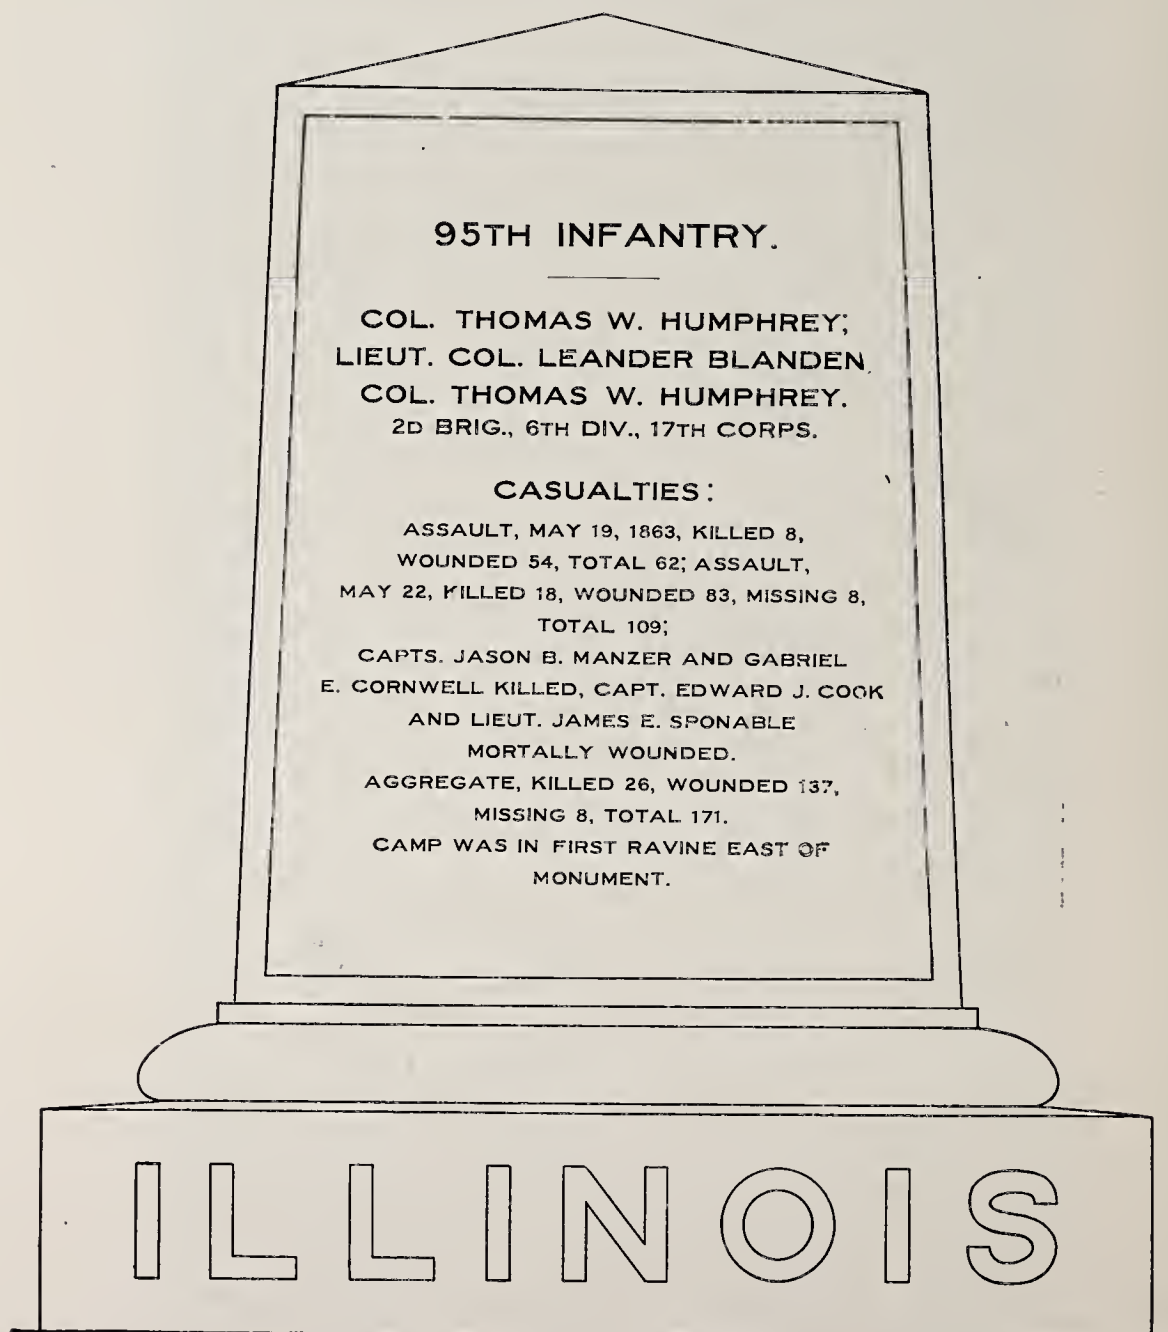 95TH INFANTRY.
COL. THOMAS W. HUMPHREY;
LIEUT. COL. LEANDER BLANDEN,
COL. THOMAS W. HUMPHREY.
2D BRIG., 6TH DIV., 17TH CORPS.
CASUALTIES:
ASSAULT, MAY 19, 1863, KILLED 8,
WOUNDED 54, TOTAL 62; ASSAULT,
MAY 22, KILLED 18, WOUNDED 83, MISSING 8,
TOTAL 109;
CAPTS. JASON B. MANZER AND GABRIEL
E. CORNWELL KILLED, CAPT. EDWARD J. COOK
AND LIEUT. JAMES E. SPONABLE
MORTALLY WOUNDED.
AGGREGATE, KILLED 26, WOUNDED 137,
MISSING 8, TOTAL 171.
CAMP WAS IN FIRST RAVINE EAST OF
MONUMENT.
ILLINOIS